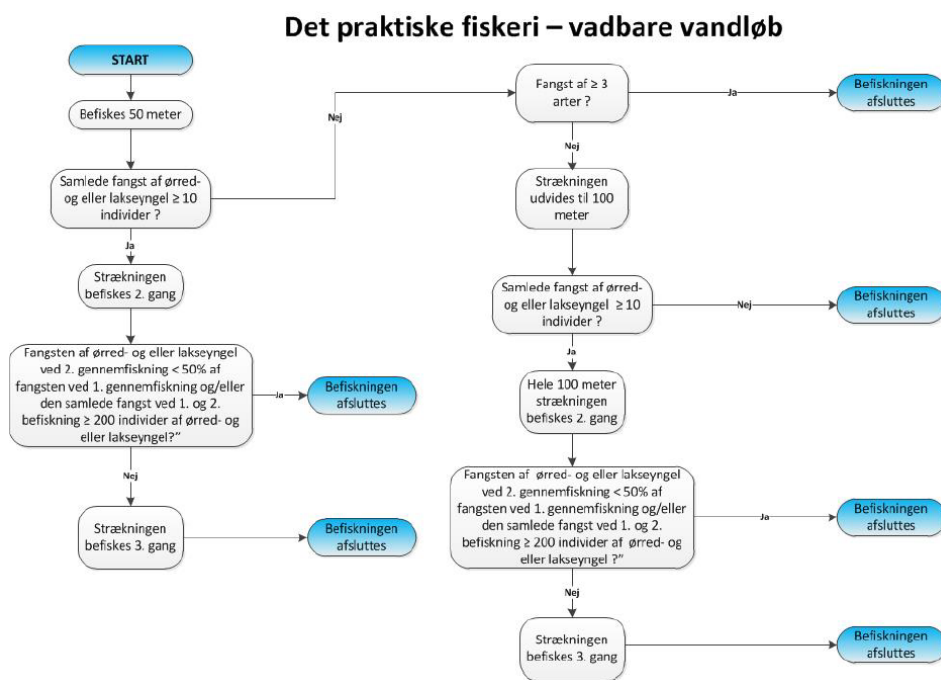 Det praktiske fiskeri – vadbare vandløb
START
Befiskes 50 meter
Samlede fangst af ørred-
og eller lakseyngel ≥ 10
individer ?
Nej
Ja
Strækningen
befiskes 2. gang
Fangsten af ørred- og eller lakseyngel
ved 2. gennemfiskning < 50% af
fangsten ved 1. gennemfiskning og/eller
den samlede fangst ved 1. og 2.
befiskning ≥ 200 individer af ørred- og
eller lakseyngel?”
Ja
Befiskningen
afsluttes
Nej
Strækningen
befiskes 3. gang
Befiskningen
afsluttes
Fangst af ≥ 3
arter ?
Ja
Befiskningen
afsluttes
Nej
Strækningen
udvides til 100
meter
Samlede fangst af ørred-
og eller lakseyngel ≥ 10
individer ?
Nej
Befiskningen
afsluttes
Ja
Hele 100 meter
strækningen
befiskes 2. gang
Fangsten af ørred- og eller lakseyngel
ved 2. gennemfiskning < 50% af
fangsten ved 1. gennemfiskning og/eller
den samlede fangst ved 1. og 2.
befiskning ≥ 200 individer af ørred- og
eller lakseyngel ?”
Ja
Befiskningen
afsluttes
Nej
Strækningen
befiskes 3. gang
Befiskningen
afsluttes